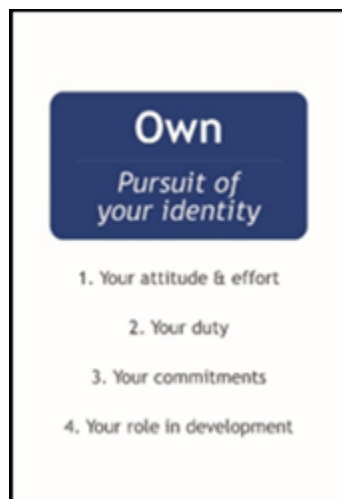 Own
Pursuit of
your identity
1. Your attitude & effort
2. Your duty
3. Your commitments
4. Your role in development